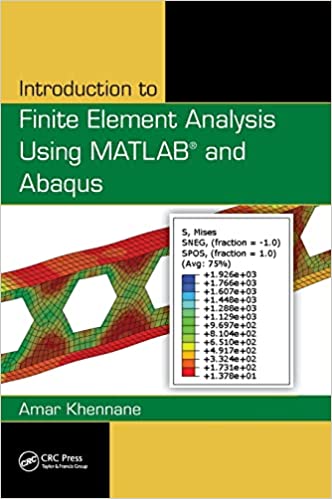 Introduction to
Finite Element Analysis
Using MATLAB® and
Abaqus
S, Mises
SNEG, (fraction = -1.0)
SPOS, (fraction = 1.0)
(Avg: 75%)
+1.926e+03
+1.766e+03
+1.607e+03
+1.448e+03
+1.288e+03
+1.129e+03
+9.697e+02
+8.104e+02
+6.510e+02
+4.917e+02
+3.324e+02
+1.731e+02
+1.378e+01
Amar Khennane
CRC
CRC Press
Taylor & Francis Group